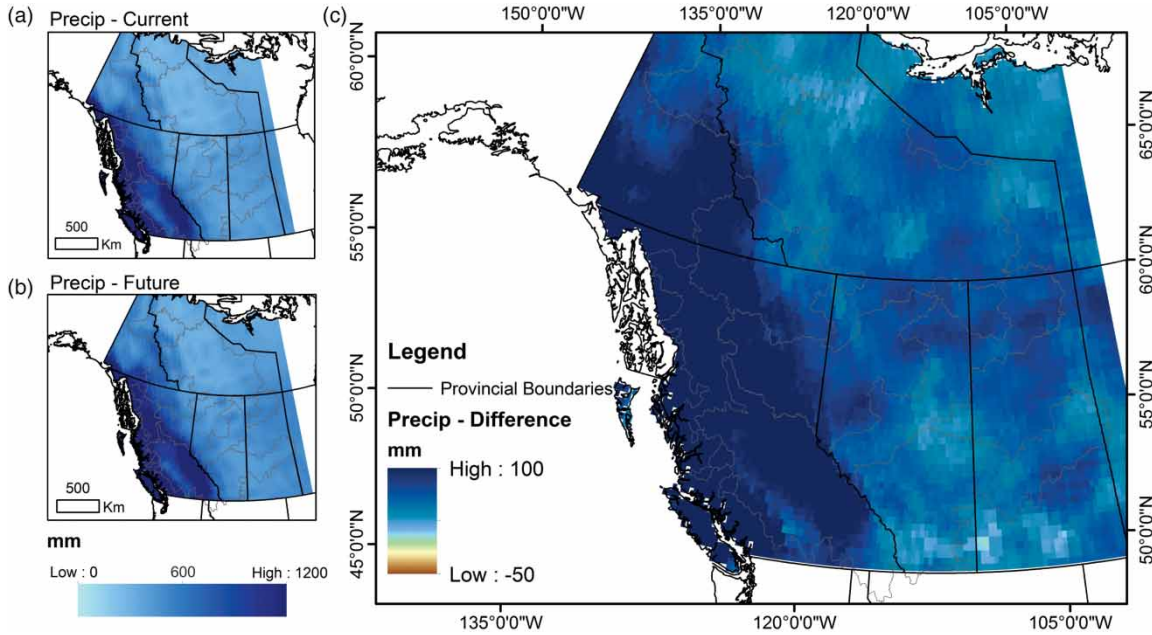 (a)
Precip - Current
500
Km
(b)
Precip - Future
500
Km
mm
Low : 0
600
High : 1200
(c)
150°0'0"W
135°0'0"W
120°0'0"W
105°0'0"W
60°0'0"N
55°0'0"N
50°0'0"N
45°0'0"N
65°0'0"N
60°0'0"N
55°0'0"N
50°0'0"N
Legend
Provincial Boundaries
Precip - Difference
mm
High : 100
Low : -50
135°0'0"W
120°0'0"W
105°0'0"W